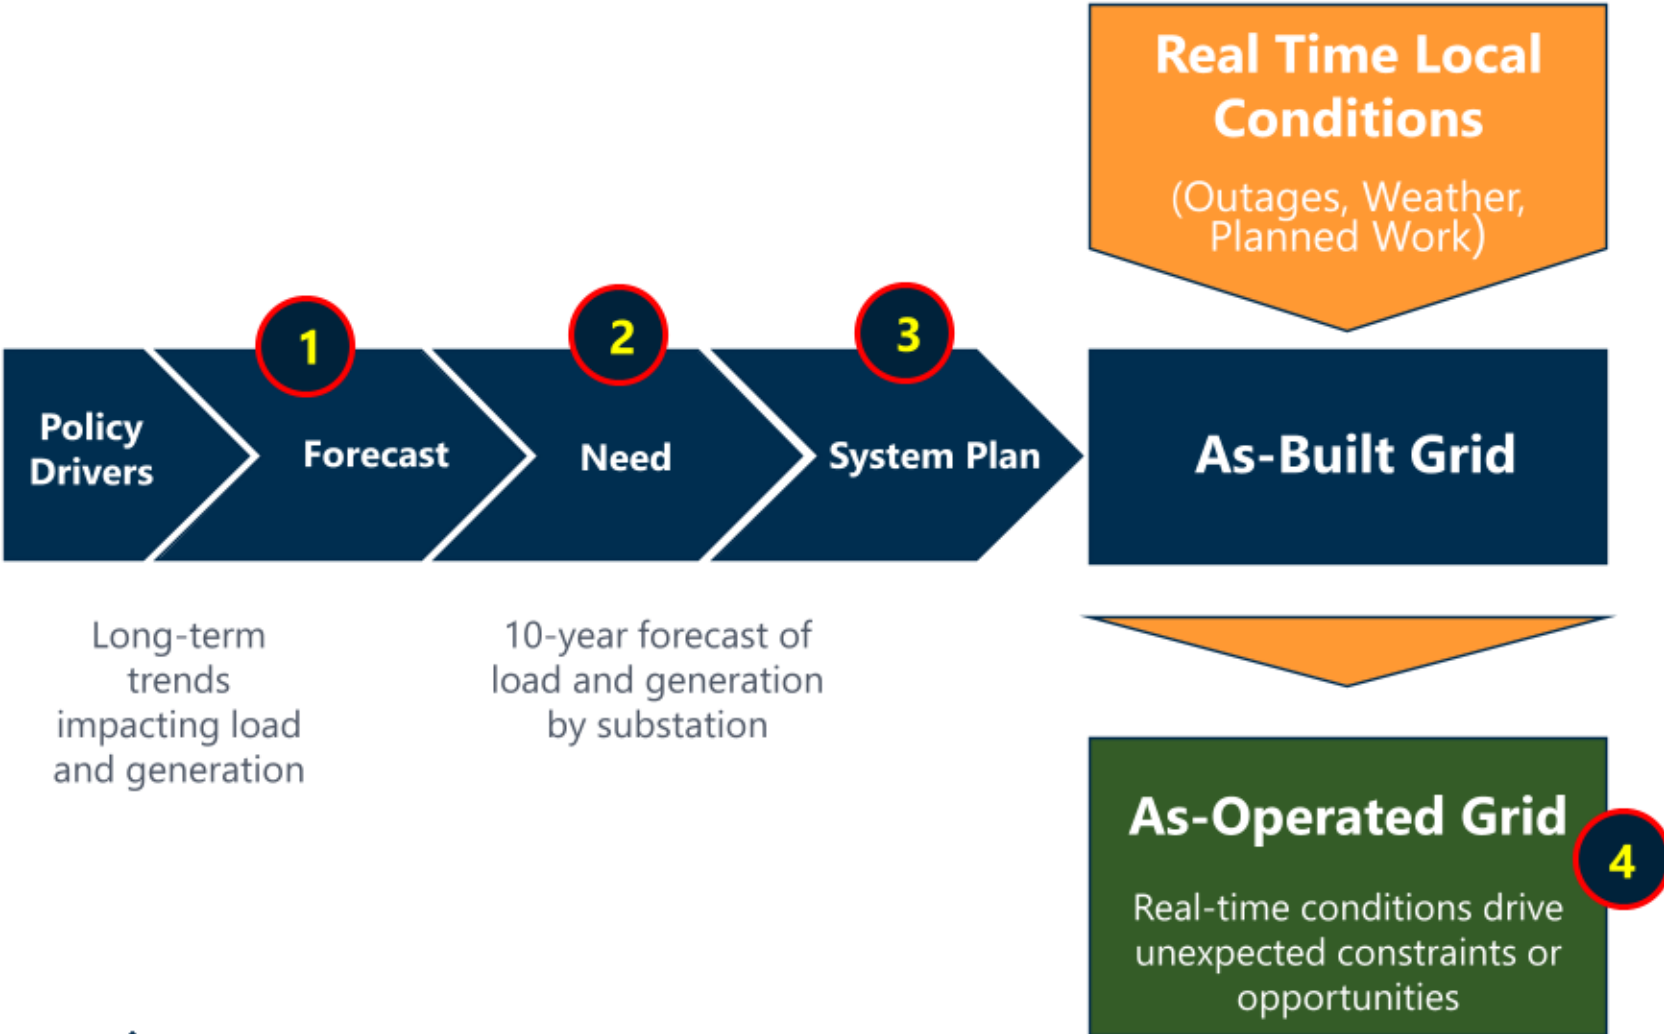 Real Time Local
Conditions
(Outages, Weather,
Planned Work)
1
2
3
Policy
Drivers
Forecast
Need
System Plan
As-Built Grid
Long-term
trends
impacting load
and generation
10-year forecast of
load and generation
by substation
As-Operated Grid
4
Real-time conditions drive
unexpected constraints or
opportunities